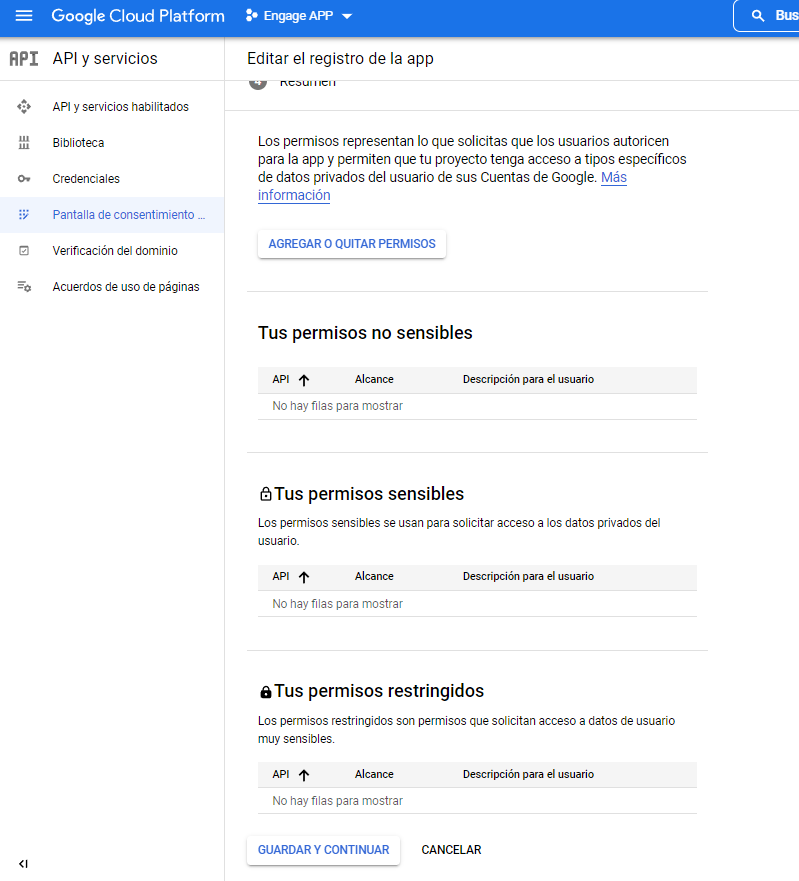 Google Cloud Platform
Engage APP
Bus
API
API y servicios
Editar el registro de la app
4 Resumen
API y servicios habilitados
Biblioteca
Credenciales
Pantalla de consentimiento ...
Verificación del dominio
Acuerdos de uso de páginas
Los permisos representan lo que solicitas que los usuarios autoricen
para la app y permiten que tu proyecto tenga acceso a tipos específicos
de datos privados del usuario de sus Cuentas de Google. Más
información
AGREGAR O QUITAR PERMISOS
Tus permisos no sensibles
API Alcance Descripción para el usuario
No hay filas para mostrar
Tus permisos sensibles
Los permisos sensibles se usan para solicitar acceso a los datos privados del
usuario.
API Alcance Descripción para el usuario
No hay filas para mostrar
Tus permisos restringidos
Los permisos restringidos son permisos que solicitan acceso a datos de usuario
muy sensibles.
API Alcance Descripción para el usuario
No hay filas para mostrar
GUARDAR Y CONTINUAR CANCELAR